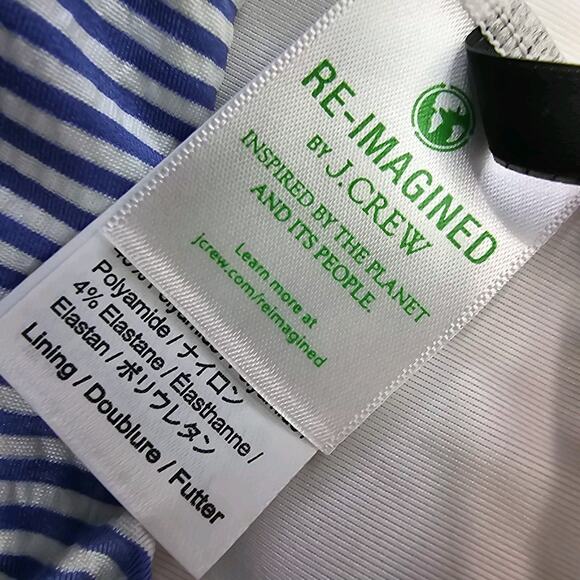 RE-IMAGINED
BY J.CREW
INSPIRED BY THE PLANET
AND ITS PEOPLE.
Learn more at
jcrew.com/reimagined
Polyamide / ナイロン
4% Elastane / Élasthanne /
Elastan / ポリウレタン
Lining / Doublure / Futter